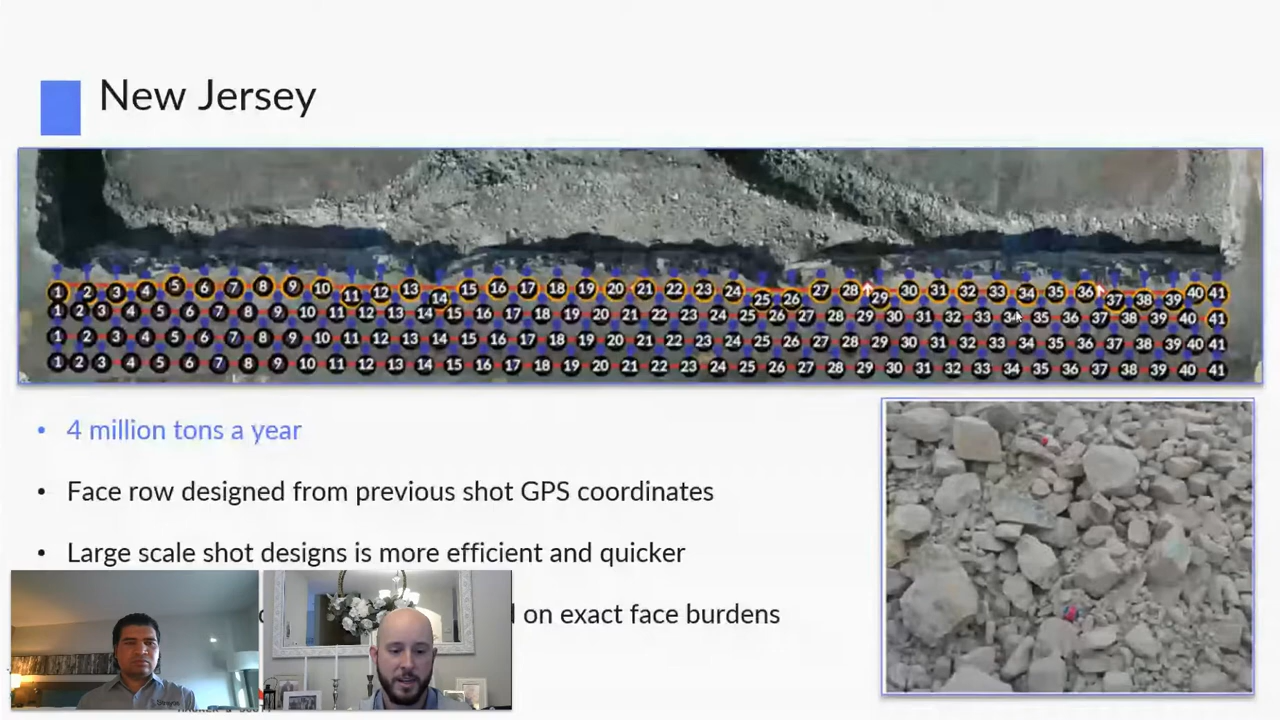 New Jersey
1 2 3 4 5 6 7 8 9 10 11 12 13 14 15 16 17 18 19 20 21 22 23 24 25 26 27 28 29 30 31 32 33 34 35 36 37 38 39 40 41
1 2 3 4 5 6 7 8 9 10 11 12 13 14 15 16 17 18 19 20 21 22 23 24 25 26 27 28 29 30 31 32 33 34 35 36 37 38 39 40 41
1 2 3 4 5 6 7 8 9 10 11 12 13 14 15 16 17 18 19 20 21 22 23 24 25 26 27 28 29 30 31 32 33 34 35 36 37 38 39 40 41
1 2 3 4 5 6 7 8 9 10 11 12 13 14 15 16 17 18 19 20 21 22 23 24 25 26 27 28 29 30 31 32 33 34 35 36 37 38 39 40 41
• 4 million tons a year
• Face row designed from previous shot GPS coordinates
• Large scale shot designs is more efficient and quicker
on exact face burdens